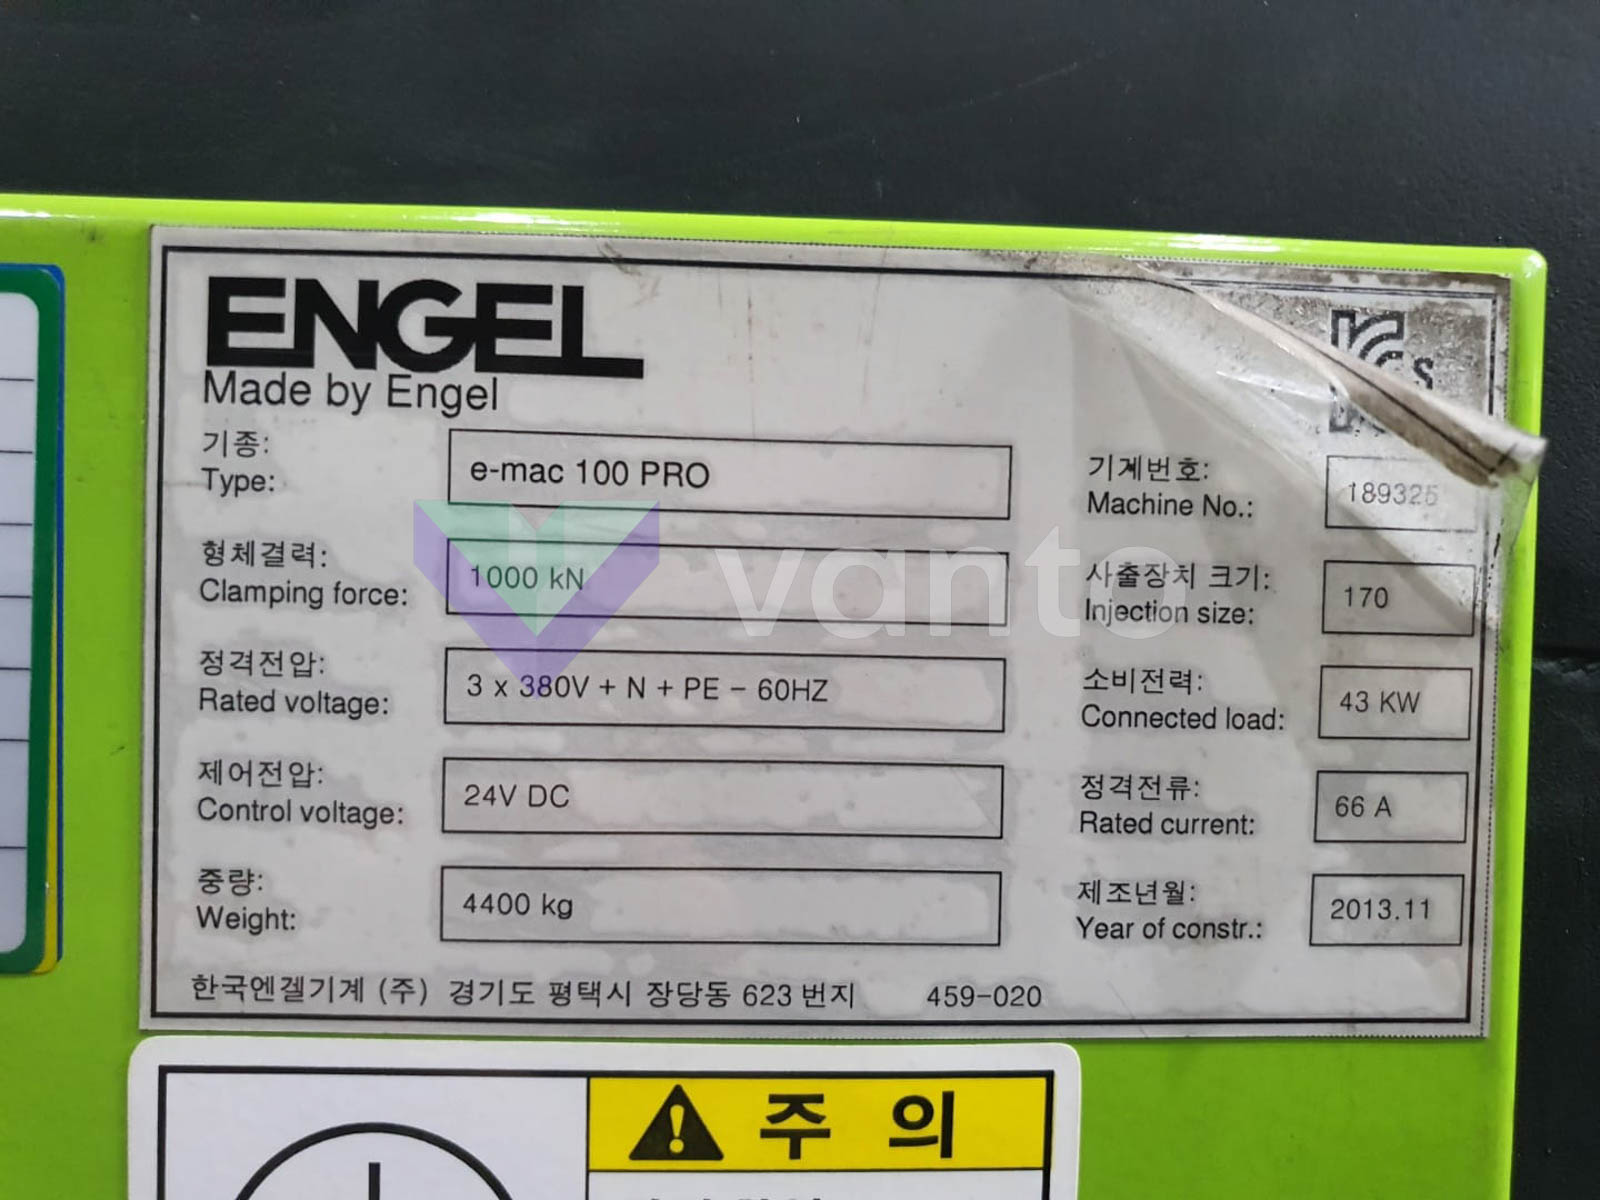 ENGEL
Made by Engel
기종:
Type:
e-mac 100 PRO
기계번호:
Machine No.:
189325
형체결력:
Clamping force:
1000 kN
사출장치 크기:
Injection size:
170
정격전압:
Rated voltage:
3 x 380V + N + PE - 60HZ
소비전력:
Connected load:
43 KW
제어전압:
Control voltage:
24V DC
정격전류:
Rated current:
66 A
중량:
Weight:
4400 kg
제조년월:
Year of constr.:
2013.11
한국엔겔기계 (주) 경기도 평택시 장당동 623 번지 459-020
vanto
주 의